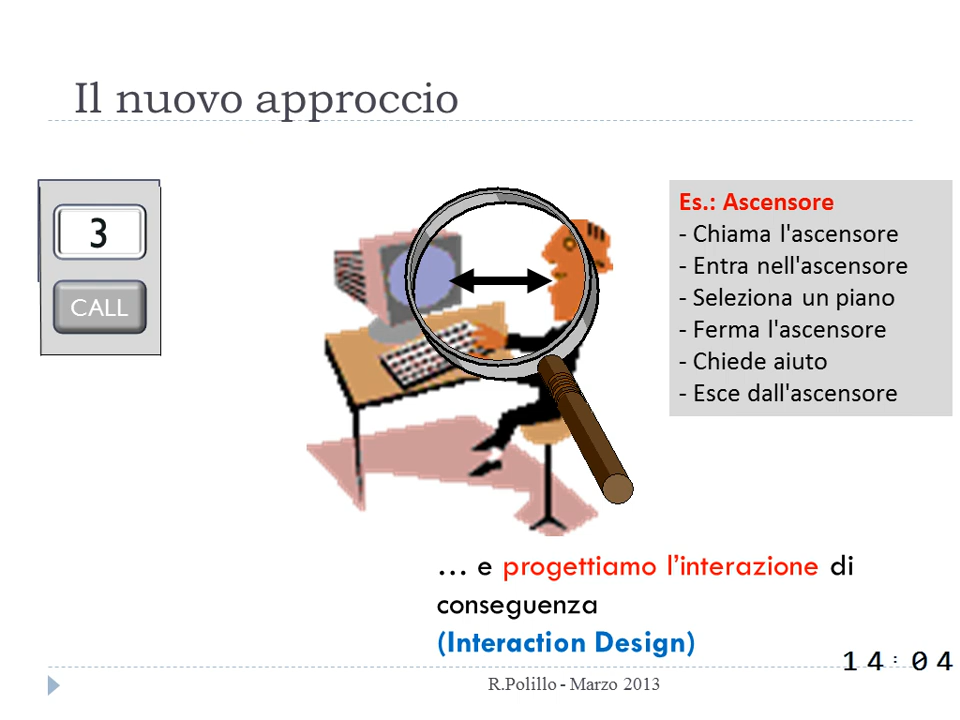 Il nuovo approccio
3
CALL
Es.: Ascensore
- Chiama l'ascensore
- Entra nell'ascensore
- Seleziona un piano
- Ferma l'ascensore
- Chiede aiuto
- Esce dall'ascensore
... e progettiamo l’interazione di
conseguenza
(Interaction Design)
14:04
R.Polillo - Marzo 2013